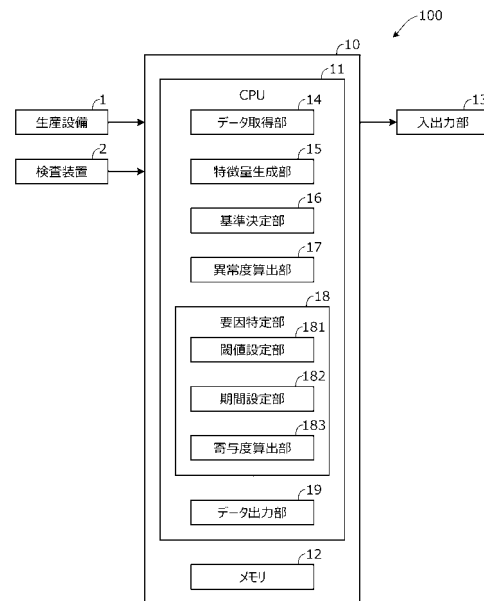 100
10
11
CPU
1
生産設備
2
検査装置
13
入出力部
14
データ取得部
15
特徴量生成部
16
基準決定部
17
異常度算出部
18
要因特定部
181
閾値設定部
182
期間設定部
183
寄与度算出部
19
データ出力部
12
メモリ